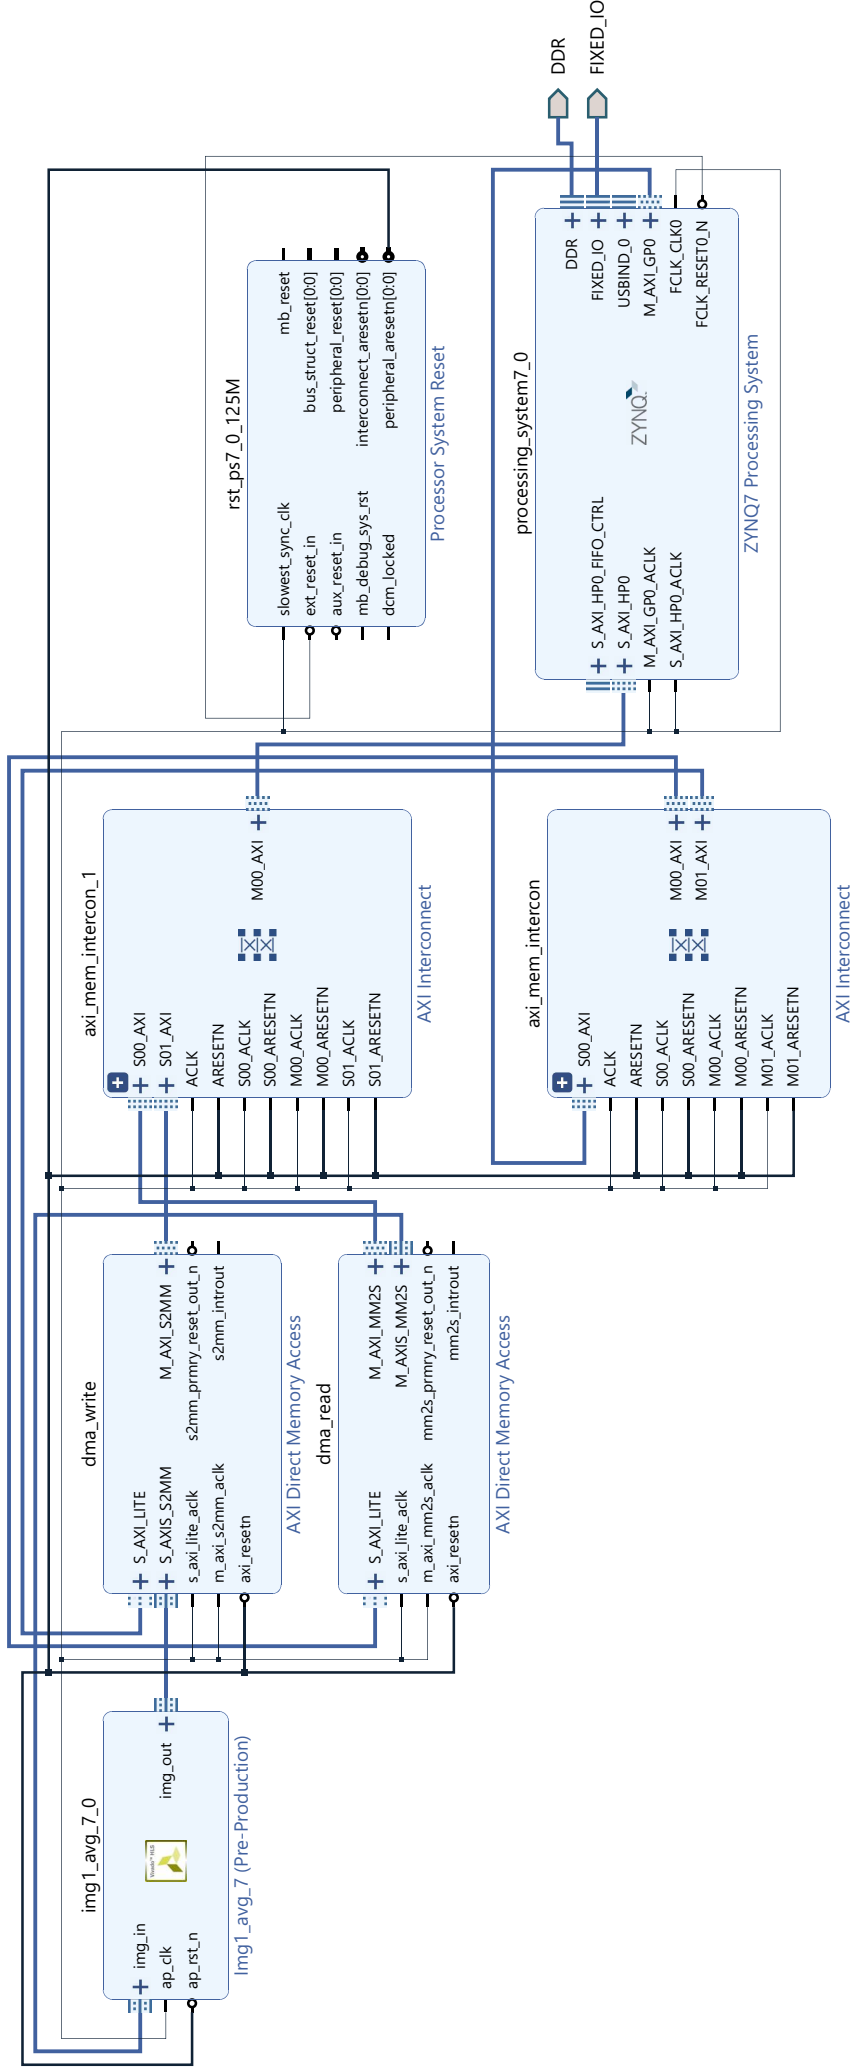 img1_avg_7_0
img_in
ap_clk
ap_rst_n
Vivado™ HLS
img_out
Img1_avg_7 (Pre-Production)
dma_write
S_AXI_LITE
S_AXIS_S2MM
s_axi_lite_aclk
m_axi_s2mm_aclk
axi_resetn
M_AXI_S2MM
s2mm_prmry_reset_out_n
s2mm_introut
AXI Direct Memory Access
dma_read
S_AXI_LITE
s_axi_lite_aclk
m_axi_mm2s_aclk
axi_resetn
M_AXI_MM2S
M_AXIS_MM2S
mm2s_prmry_reset_out_n
mm2s_introut
AXI Direct Memory Access
axi_mem_intercon_1
S00_AXI
S01_AXI
ACLK
ARESETN
S00_ACLK
S00_ARESETN
M00_ACLK
M00_ARESETN
S01_ACLK
S01_ARESETN
M00_AXI
AXI Interconnect
axi_mem_intercon
S00_AXI
ACLK
ARESETN
S00_ACLK
S00_ARESETN
M00_ACLK
M00_ARESETN
M01_ACLK
M01_ARESETN
M00_AXI
M01_AXI
AXI Interconnect
rst_ps7_0_125M
slowest_sync_clk
ext_reset_in
aux_reset_in
mb_debug_sys_rst
dcm_locked
mb_reset
bus_struct_reset[0:0]
peripheral_reset[0:0]
interconnect_aresetn[0:0]
peripheral_aresetn[0:0]
Processor System Reset
processing_system7_0
S_AXI_HP0_FIFO_CTRL
S_AXI_HP0
M_AXI_GP0_ACLK
S_AXI_HP0_ACLK
ZYNQ.
DDR
FIXED_IO
USBIND_0
M_AXI_GP0
FCLK_CLK0
FCLK_RESET0_N
ZYNQ7 Processing System
DDR
FIXED_IO